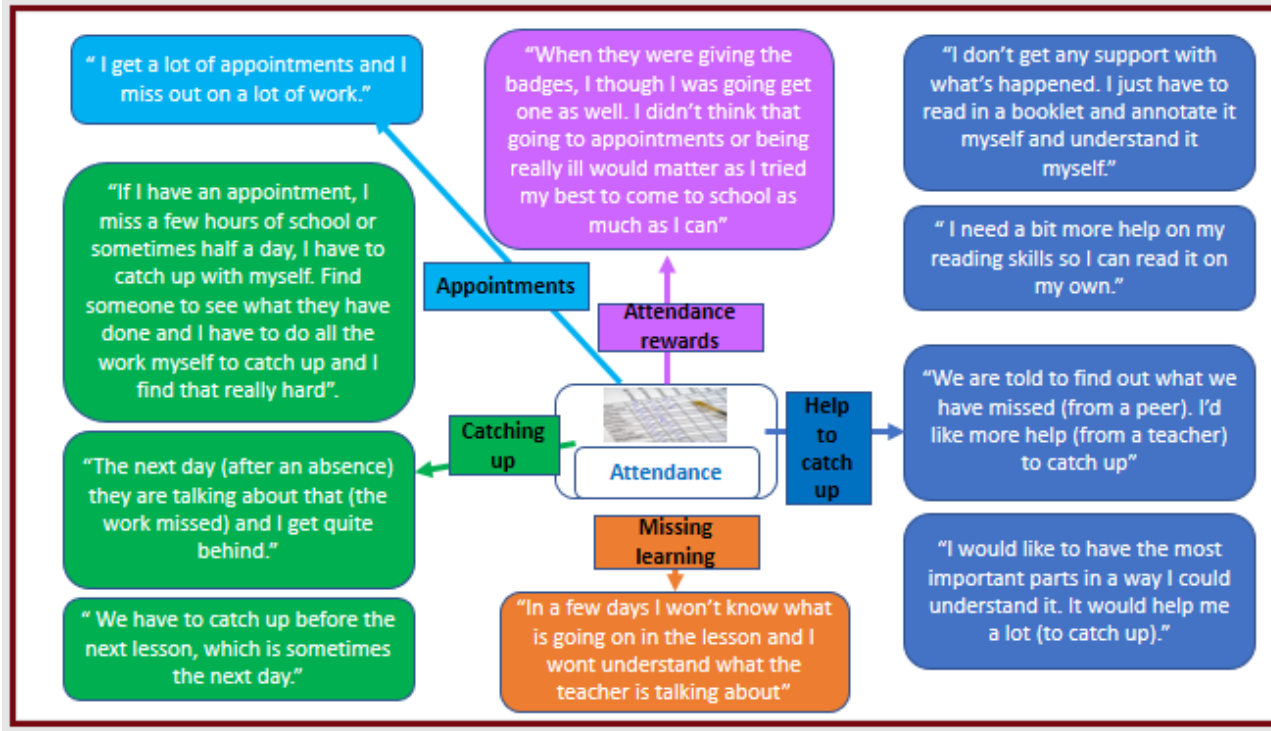 “ I get a lot of appointments and I
miss out on a lot of work.”
“When they were giving the
badges, I though I was going get
one as well. I didn’t think that
going to appointments or being
really ill would matter as I tried
my best to come to school as
much as I can”
“I don’t get any support with
what’s happened. I just have to
read in a booklet and annotate it
myself and understand it
myself.”
“If I have an appointment, I
miss a few hours of school or
sometimes half a day, I have to
catch up with myself. Find
someone to see what they have
done and I have to do all the
work myself to catch up and I
find that really hard”.
“ I need a bit more help on my
reading skills so I can read it on
my own.”
Appointments
Attendance
rewards
“We are told to find out what we
have missed (from a peer). I’d
like more help (from a teacher)
to catch up”
Help
to
catch
up
Catching
up
Attendance
“The next day (after an absence)
they are talking about that (the
work missed) and I get quite
behind.”
Missing
learning
“I would like to have the most
important parts in a way I could
understand it. It would help me
a lot (to catch up).”
“ We have to catch up before the
next lesson, which is sometimes
the next day.”
“In a few days I won’t know what
is going on in the lesson and I
wont understand what the
teacher is talking about”